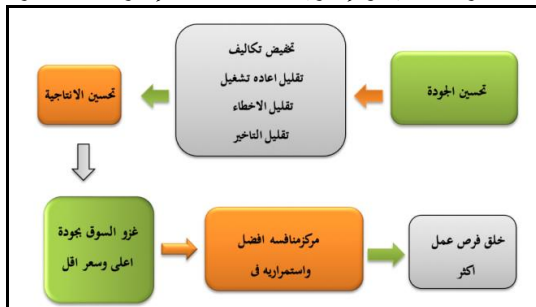 تحسين الجودة
تخفيض تكاليف
تقليل اعاده تشغيل
تقليل الاخطاء
تقليل التاخير
تحسين الانتاجية
غزو السوق بجودة
اعلى وسعر اقل
مركزمنافسه افضل
واستمراريه فى
خلق فرص عمل
اكثر